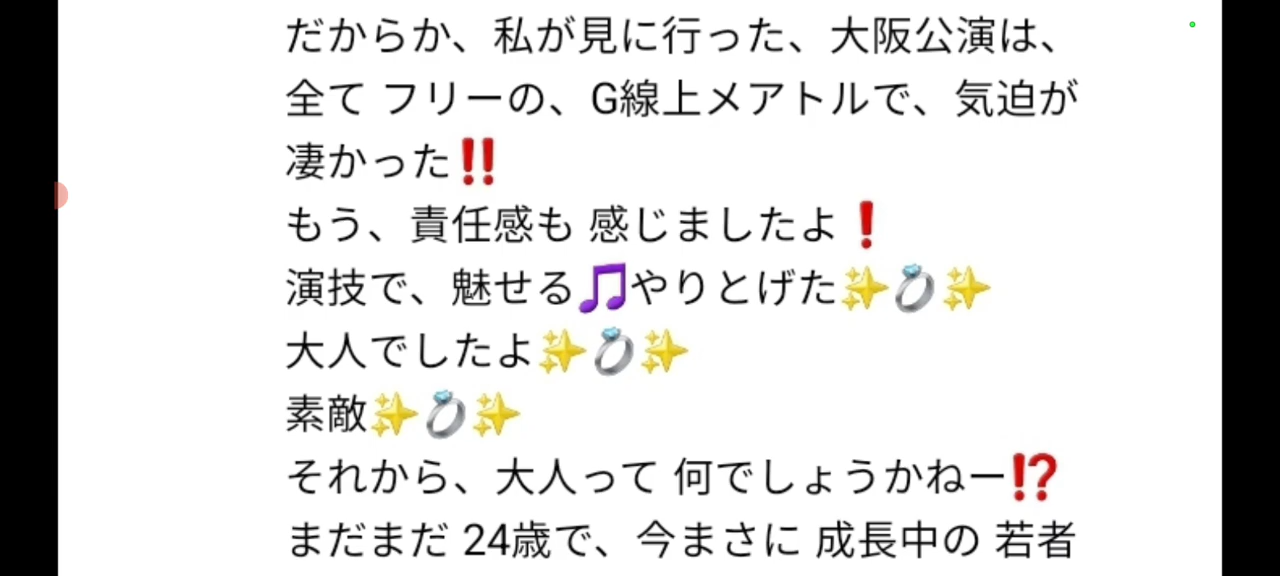 だからか、私が見に行った、大阪公演は、
全て フリーの、G線上メアトルで、気迫が
凄かった‼️
もう、責任感も 感じましたよ❗
演技で、魅せる🎵やりとげた✨💍✨
大人でしたよ✨💍✨
素敵✨💍✨
それから、大人って 何でしょうかねー⁉️
まだまだ 24歳で、今まさに 成長中の 若者